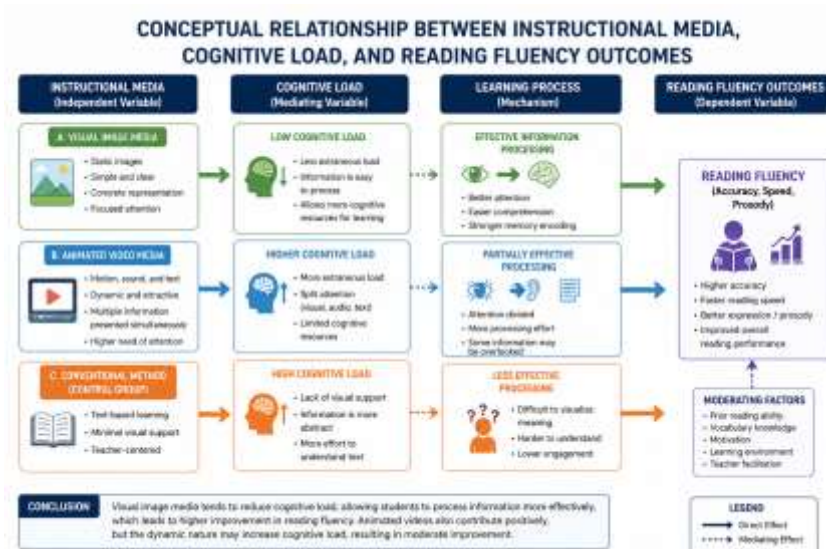 CONCEPTUAL RELATIONSHIP BETWEEN INSTRUCTIONAL MEDIA,
COGNITIVE LOAD, AND READING FLUENCY OUTCOMES
INSTRUCTIONAL MEDIA
(Independent Variable)
A. VISUAL IMAGE MEDIA
• Static images
• Simple and clear
• Concrete representation
• Focused attention
B. ANIMATED VIDEO MEDIA
• Motion, sound, and text
• Dynamic and attractive
• Multiple information
presented simultaneously
• Higher need of attention
C. CONVENTIONAL METHOD
(CONTROL GROUP)
• Text-based learning
• Minimal visual support
• Teacher-centered
COGNITIVE LOAD
(Mediating Variable)
LOW COGNITIVE LOAD
• Less extraneous load
• Information is easy
to process
• Allows more cognitive
resources for learning
HIGHER COGNITIVE LOAD
• More extraneous load
• Split attention
(visual, audio, text)
• Limited cognitive
resources
HIGH COGNITIVE LOAD
• Lack of visual support
• Information is more
abstract
• More effort to
understand text
LEARNING PROCESS
(Mechanism)
EFFECTIVE INFORMATION
PROCESSING
• Better attention
• Faster comprehension
• Stronger memory encoding
PARTIALLY EFFECTIVE
PROCESSING
• Attention divided
• More processing effort
• Some information may
be overlooked
LESS EFFECTIVE
PROCESSING
???
• Difficult to visualize
meaning
• Harder to understand
• Lower engagement
READING FLUENCY OUTCOMES
(Dependent Variable)
READING FLUENCY
(Accuracy, Speed,
Prosody)
• Higher accuracy
• Faster reading speed
• Better expression / prosody
• Improved overall
reading performance
MODERATING FACTORS
• Prior reading ability
• Vocabulary knowledge
• Motivation
• Learning environment
• Teacher facilitation
LEGEND
Direct Effect
Mediating Effect
CONCLUSION
Visual image media tends to reduce cognitive load, allowing students to process information more effectively,
which leads to higher improvement in reading fluency. Animated videos also contribute positively,
but the dynamic nature may increase cognitive load, resulting in moderate improvement.